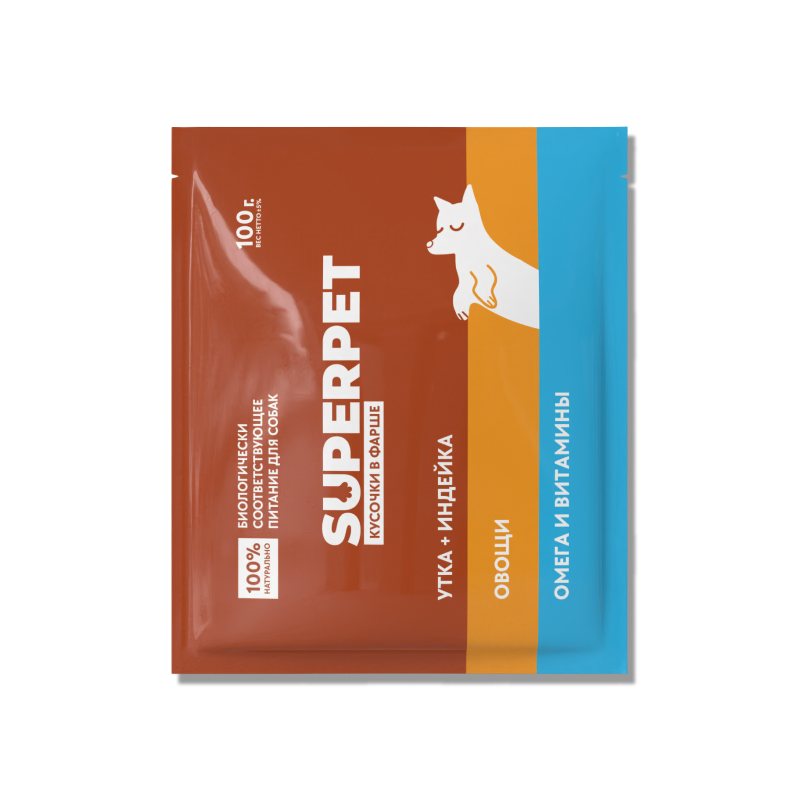 100%
НАТУРАЛЬНО
БИОЛОГИЧЕСКИ
СООТВЕТСТВУЮЩЕЕ
ПИТАНИЕ ДЛЯ СОБАК
100 г.
ВЕС НЕТТО ±5%
SUPERPET
КУСОЧКИ В ФАРШЕ
УТКА + ИНДЕЙКА
ОВОЩИ
ОМЕГА И ВИТАМИНЫ